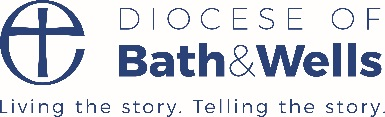 DIOCESE OF
Bath&Wells
Living the story. Telling the story.